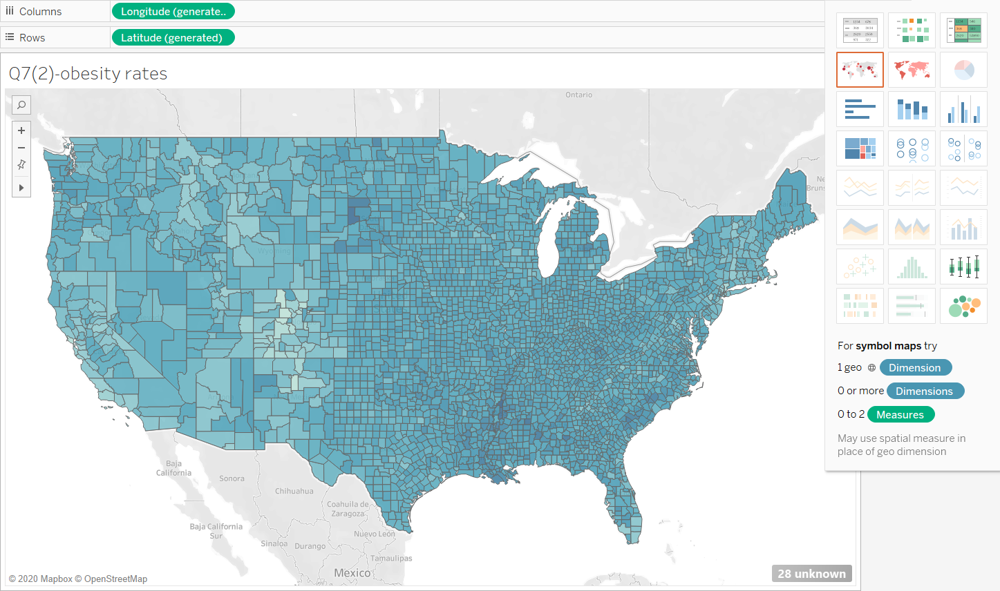 Columns
Longitude (generate..
Rows
Latitude (generated)
Q7(2)-obesity rates
Ontario
Ne
Bruns
Wyoming
Baja
California
Sonora
Chihuahua
Coahuila de
Zaragoza
Baja California
Sur
Nuevo León
Sinaloa
Durango
Tamaulipas
Mexico
© 2020 Mapbox © OpenStreetMap
28 unknown
For symbol maps try
1 geo Dimension
0 or more Dimensions
0 to 2 Measures
May use spatial measure in
place of geo dimension